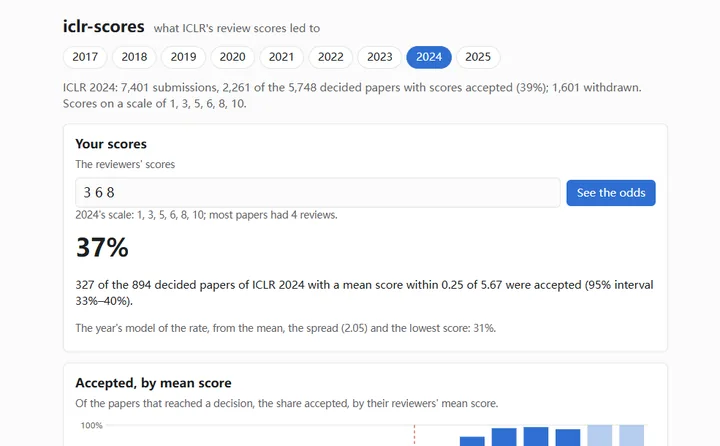 iclr-scores what ICLR's review scores led to
2017 2018 2019 2020 2021 2022 2023 2024 2025
ICLR 2024: 7,401 submissions, 2,261 of the 5,748 decided papers with scores accepted (39%); 1,601 withdrawn.
Scores on a scale of 1, 3, 5, 6, 8, 10.
Your scores
The reviewers' scores
3 6 8 See the odds
2024's scale: 1, 3, 5, 6, 8, 10; most papers had 4 reviews.
37%
327 of the 894 decided papers of ICLR 2024 with a mean score within 0.25 of 5.67 were accepted (95% interval
33%–40%).
The year's model of the rate, from the mean, the spread (2.05) and the lowest score: 31%.
Accepted, by mean score
Of the papers that reached a decision, the share accepted, by their reviewers' mean score.
100%